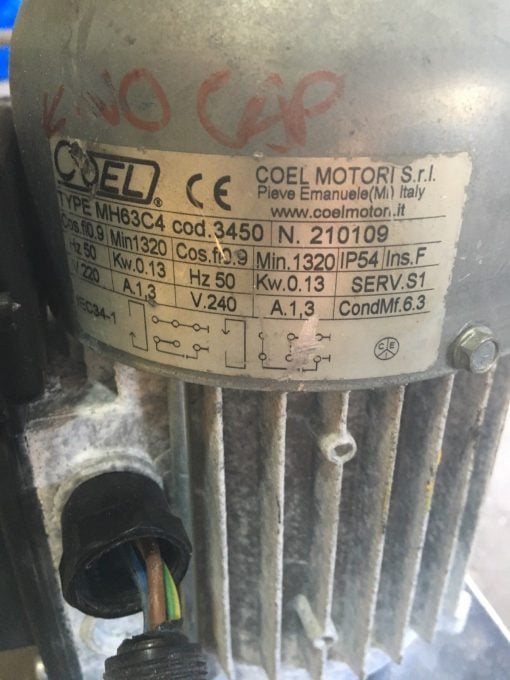 NO CAP
COEL ® CE COEL MOTORI S.r.l.
Pieve Emanuele(Mi) Italy
www.coelmotori.it
TYPE MH63C4 cod.3450 N. 210109
Cos.fi0.9 Min1320 Cos.fi0.9 Min.1320 IP54 Ins.F
Hz 50 Kw.0.13 Hz 50 Kw.0.13 SERV.S1
V.220 A.1,3 V.240 A.1,3 CondMf.6.3
IEC34-1